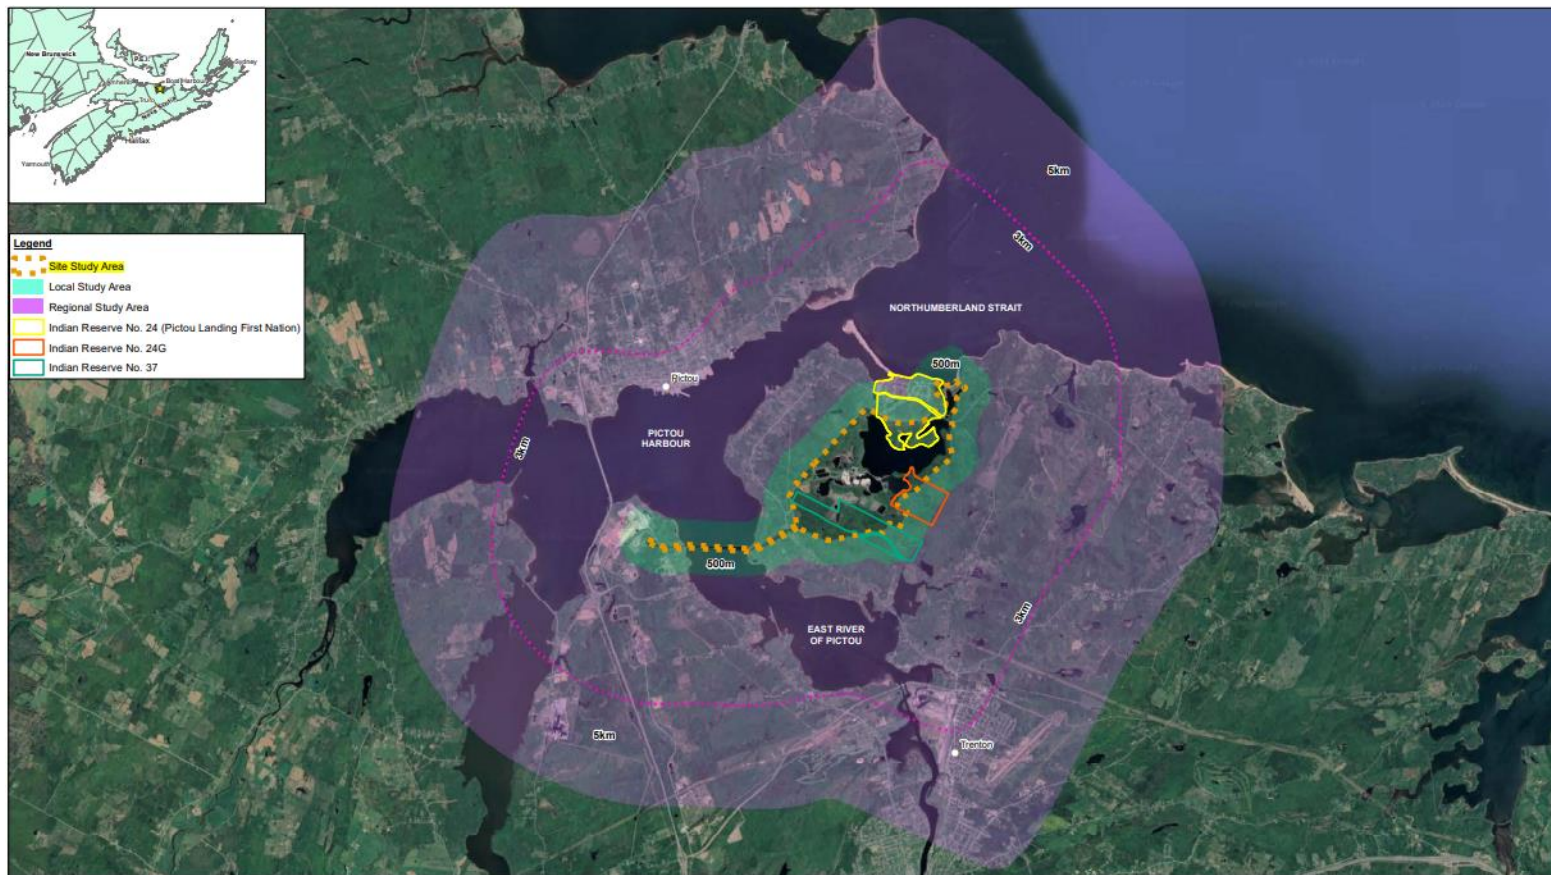 New Brunswick
P.E.I.
Sydney
Amherst
Boat Harbour
Truro
Halifax
Yarmouth
Legend
Site Study Area
Local Study Area
Regional Study Area
Indian Reserve No. 24 (Pictou Landing First Nation)
Indian Reserve No. 24G
Indian Reserve No. 37
5km
3km
NORTHUMBERLAND STRAIT
500m
Pictou
PICTOU
HARBOUR
3km
500m
3km
EAST RIVER
OF PICTOU
5km
Trenton